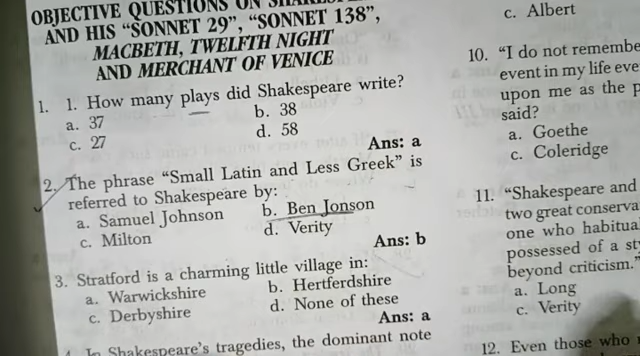 OBJECTIVE QUESTIONS ON
AND HIS “SONNET 29”, “SONNET 138”,
MACBETH, TWELFTH NIGHT
AND MERCHANT OF VENICE
1. 1. How many plays did Shakespeare write?
a. 37
b. 38
c. 27
d. 58
Ans: a
2. The phrase “Small Latin and Less Greek” is
referred to Shakespeare by:
a. Samuel Johnson
b. Ben Jonson
c. Milton
d. Verity
Ans: b
3. Stratford is a charming little village in:
a. Warwickshire
b. Hertferdshire
c. Derbyshire
d. None of these
Ans: a
In Shakespeare’s tragedies, the dominant note
c. Albert
10. “I do not remembe
event in my life eve
upon me as the p
said?
a. Goethe
c. Coleridge
11. “Shakespeare and
two great conserva
one who habitua
possessed of a st
beyond criticism.”
a. Long
c. Verity
12. Even those who